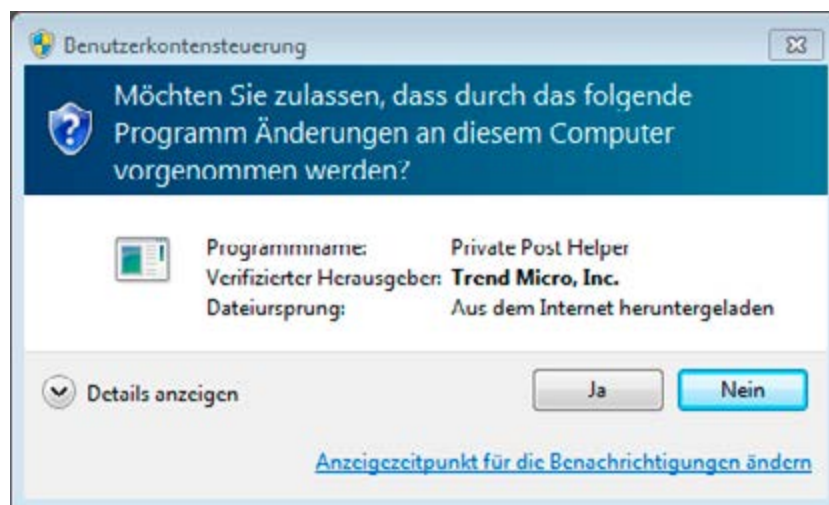 Benutzerkontensteuerung
Möchten Sie zulassen, dass durch das folgende
Programm Änderungen an diesem Computer
vorgenommen werden?
Programmname: Private Post Helper
Verifizierter Herausgeber: Trend Micro, Inc.
Dateiursprung: Aus dem Internet heruntergeladen
Details anzeigen Ja Nein
Anzeigezeitpunkt für die Benachrichtigungen ändern